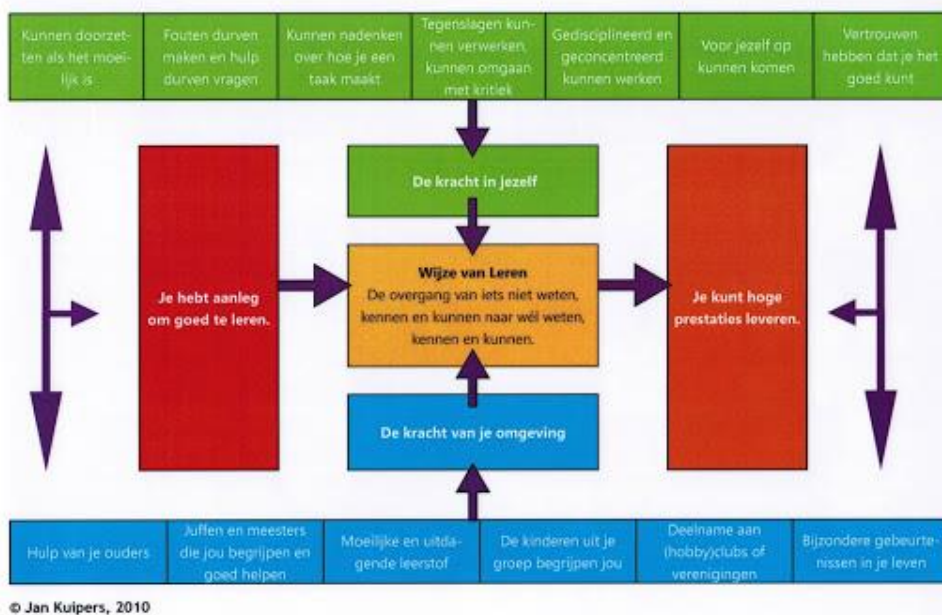 Kunnen doorzet-
ten als het moei-
lijk is
Fouten durven
maken en hulp
durven vragen
Kunnen nadenken
over hoe je een
taak maakt
Tegenslagen kun-
nen verwerken,
kunnen omgaan
met kritiek
Gedisciplineerd en
geconcentreerd
kunnen werken
Voor jezelf op
kunnen komen
Vertrouwen
hebben dat je het
goed kunt
De kracht in jezelf
Je hebt aanleg
om goed te leren.
Wijze van Leren
De overgang van iets niet weten,
kennen en kunnen naar wél weten,
kennen en kunnen.
Je kunt hoge
prestaties leveren.
De kracht van je omgeving
Hulp van je ouders
Juffen en meesters
die jou begrijpen en
goed helpen
Moeilijke en uitda-
gende leerstof
De kinderen uit je
groep begrijpen jou
Deelname aan
(hobby)clubs of
verenigingen
Bijzondere gebeurte-
nissen in je leven
© Jan Kuipers, 2010